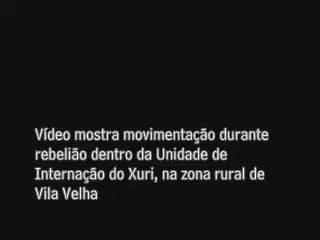 Vídeo mostra movimentação durante
rebelião dentro da Unidade de
Internação do Xuri, na zona rural de
Vila Velha